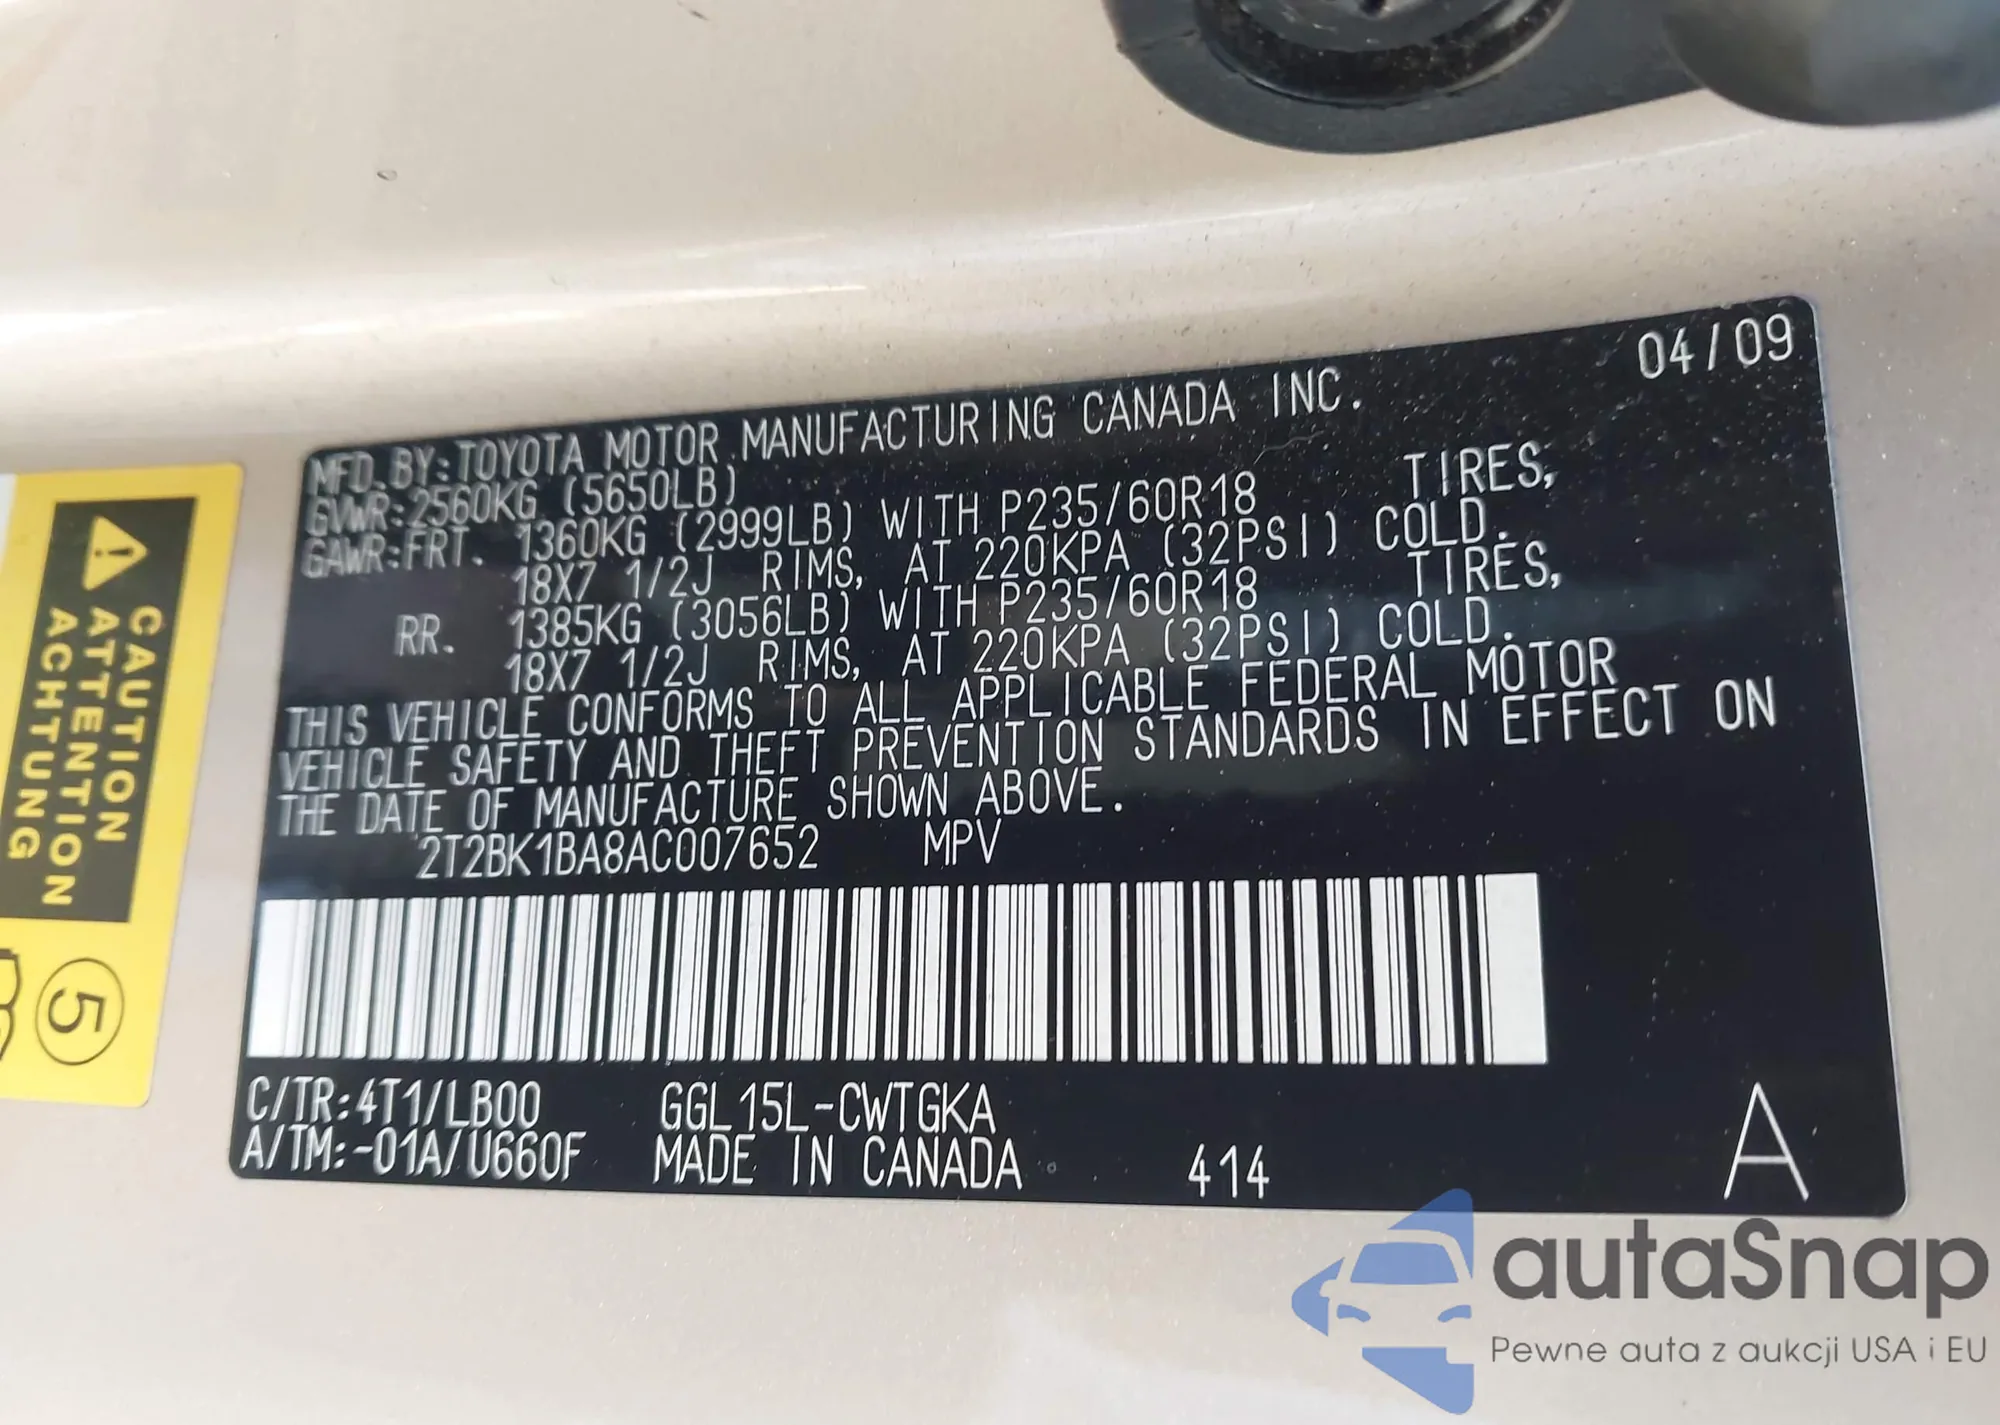 04/09
MFD. BY: TOYOTA MOTOR MANUFACTURING CANADA INC.
GVWR: 2560KG (5650LB)
GAWR: FRT. 1360KG (2999LB) WITH P235/60R18 TIRES,
18X7 1/2J RIMS, AT 220KPA (32PSI) COLD.
RR. 1385KG (3056LB) WITH P235/60R18 TIRES,
18X7 1/2J RIMS, AT 220KPA (32PSI) COLD.
THIS VEHICLE CONFORMS TO ALL APPLICABLE FEDERAL MOTOR
VEHICLE SAFETY AND THEFT PREVENTION STANDARDS IN EFFECT ON
THE DATE OF MANUFACTURE SHOWN ABOVE.
2T2BK1BA8AC007652 MPV
C/TR: 4T1/LB00 GGL15L-CWTGKA
A/TM: -01A/U660F MADE IN CANADA 414 A
CAUTION
ATTENTION
ACHTUNG
5
autaSnap
Pewne auta z aukcji USA i EU